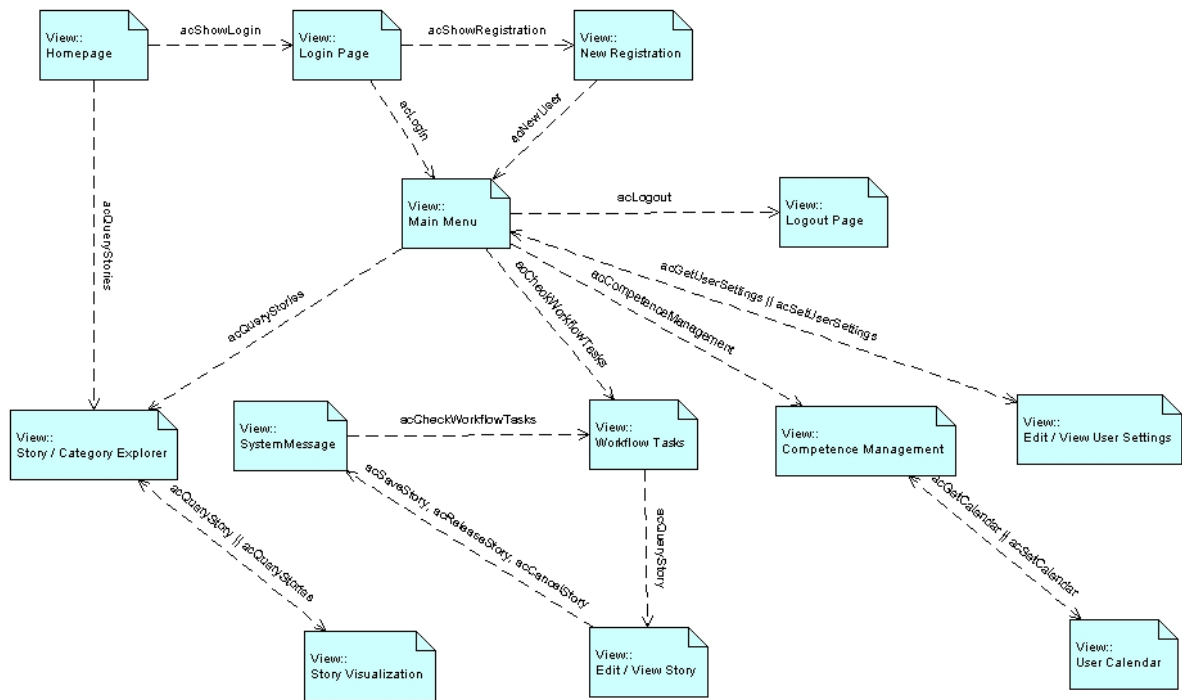 View::
Homepage
acShowLogin
View::
Login Page
acShowRegistration
View::
New Registration
acLogin
acNewUser
View::
Main Menu
acLogout
View::
Logout Page
acQueryStories
acQueryStories
acCheckWorkflowTasks
acCompetenceManagement
acGetUserSettings || acSetUserSettings
View::
Story / Category Explorer
View::
SystemMessage
acCheckWorkflowTasks
View::
Workflow Tasks
View::
Competence Management
View::
Edit / View User Settings
acQueryStory || acQueryStories
acSaveStory, acReleaseStory, acCancelStory
acQueryStory
acGetCalendar || acSetCalendar
View::
Story Visualization
View::
Edit / View Story
View::
User Calendar